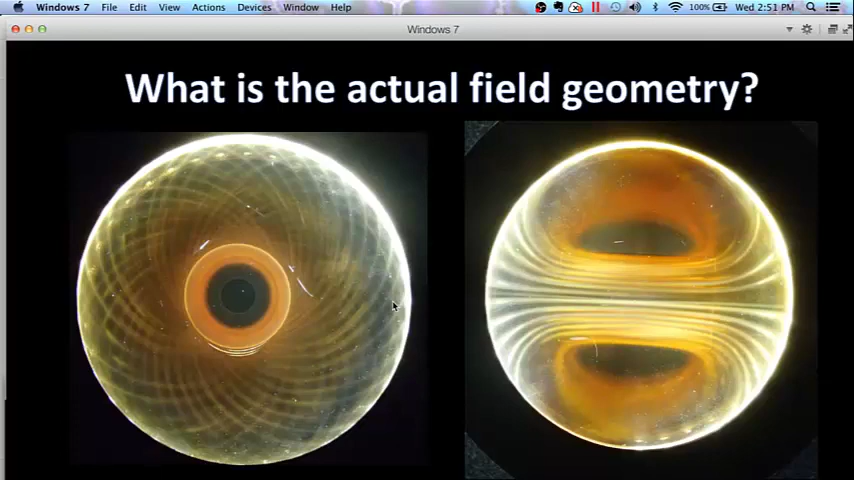 Windows 7 File Edit View Actions Devices Window Help 100% Wed 2:51 PM
Windows 7
What is the actual field geometry?